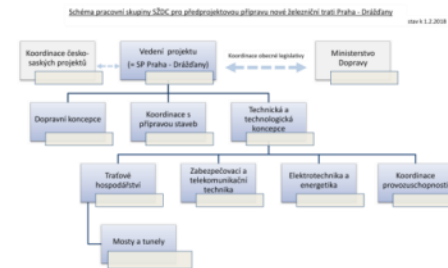 Schéma pracovní skupiny SŽDC pro předprojektovou přípravu nové železniční trati Praha - Drážďany
stav k 1.2.2018
Koordinace česko-
saských projektů
Vedení projektu
(= SP Praha - Drážďany)
Koordinace obecné legislativy
Ministerstvo
Dopravy
Dopravní koncepce
Koordinace s
přípravou staveb
Technická a
technologická
koncepce
Traťové
hospodářství
Zabezpečovací a
telekomunikační
technika
Elektrotechnika a
energetika
Koordinace
provozuschopnosti
Mosty a tunely